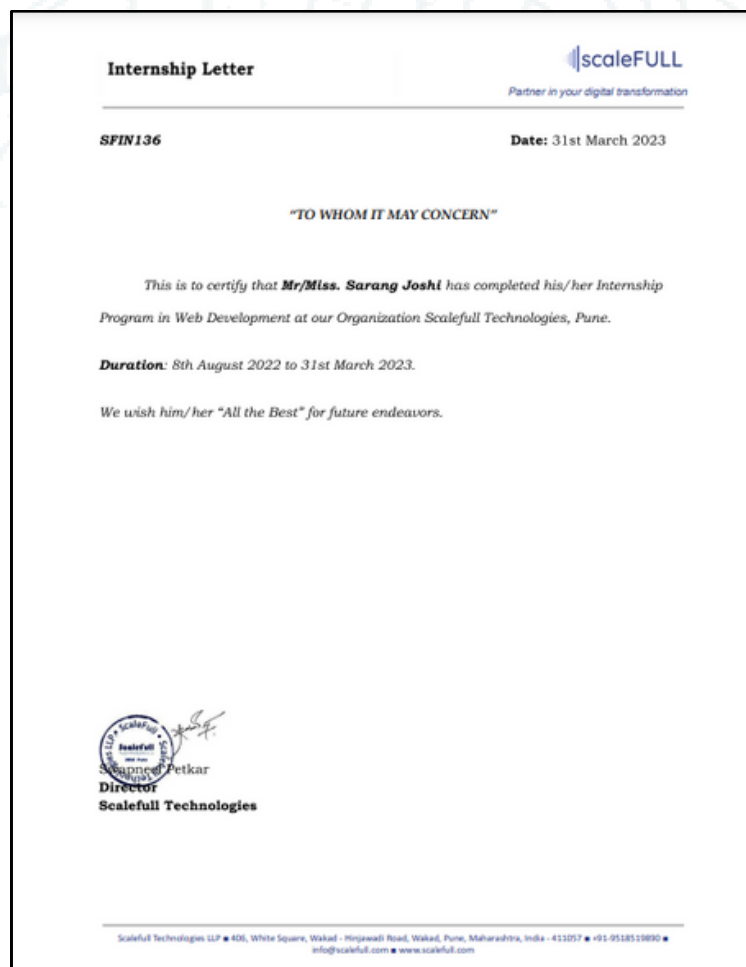 Internship Letter
scaleFULL
Partner in your digital transformation
SFIN136
Date: 31st March 2023
“TO WHOM IT MAY CONCERN”
This is to certify that Mr/Miss. Sarang Joshi has completed his/her Internship
Program in Web Development at our Organization Scalefull Technologies, Pune.
Duration: 8th August 2022 to 31st March 2023.
We wish him/her “All the Best” for future endeavors.
ScaleFull
ScaleFull
Swapneel Petkar
Director
Scalefull Technologies
Scalefull Technologies LLP ■ 406, White Square, Wakad - Hinjawadi Road, Wakad, Pune, Maharashtra, India - 411057 ■ +91-9518519890 ■
info@scalefull.com ■ www.scalefull.com